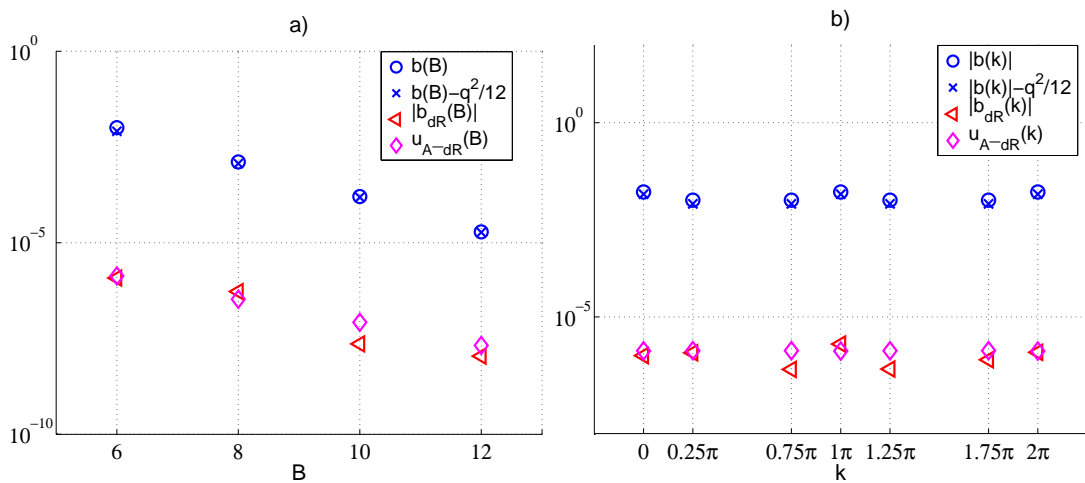 a)
10^0
10^−5
10^−10
6
8
10
12
B
b(B)
b(B)−q^2/12
|b_dR(B)|
u_A−dR(B)
b)
10^0
10^−5
0
0.25π
0.75π
1π
1.25π
1.75π
2π
k
|b(k)|
|b(k)|−q^2/12
|b_dR(k)|
u_A−dR(k)